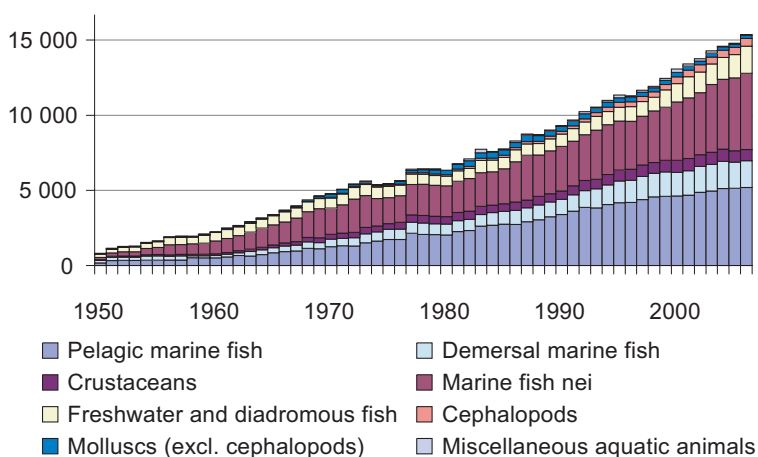 15 000
10 000
5 000
0
1950 1960 1970 1980 1990 2000
Pelagic marine fish Demersal marine fish
Crustaceans Marine fish nei
Freshwater and diadromous fish Cephalopods
Molluscs (excl. cephalopods) Miscellaneous aquatic animals